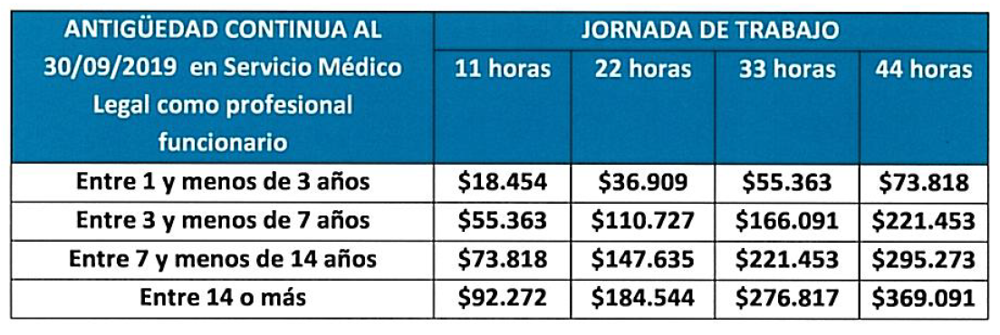 ANTIGÜEDAD CONTINUA AL
30/09/2019 en Servicio Médico
Legal como profesional
funcionario
JORNADA DE TRABAJO
11 horas 22 horas 33 horas 44 horas
Entre 1 y menos de 3 años $18.454 $36.909 $55.363 $73.818
Entre 3 y menos de 7 años $55.363 $110.727 $166.091 $221.453
Entre 7 y menos de 14 años $73.818 $147.635 $221.453 $295.273
Entre 14 o más $92.272 $184.544 $276.817 $369.091